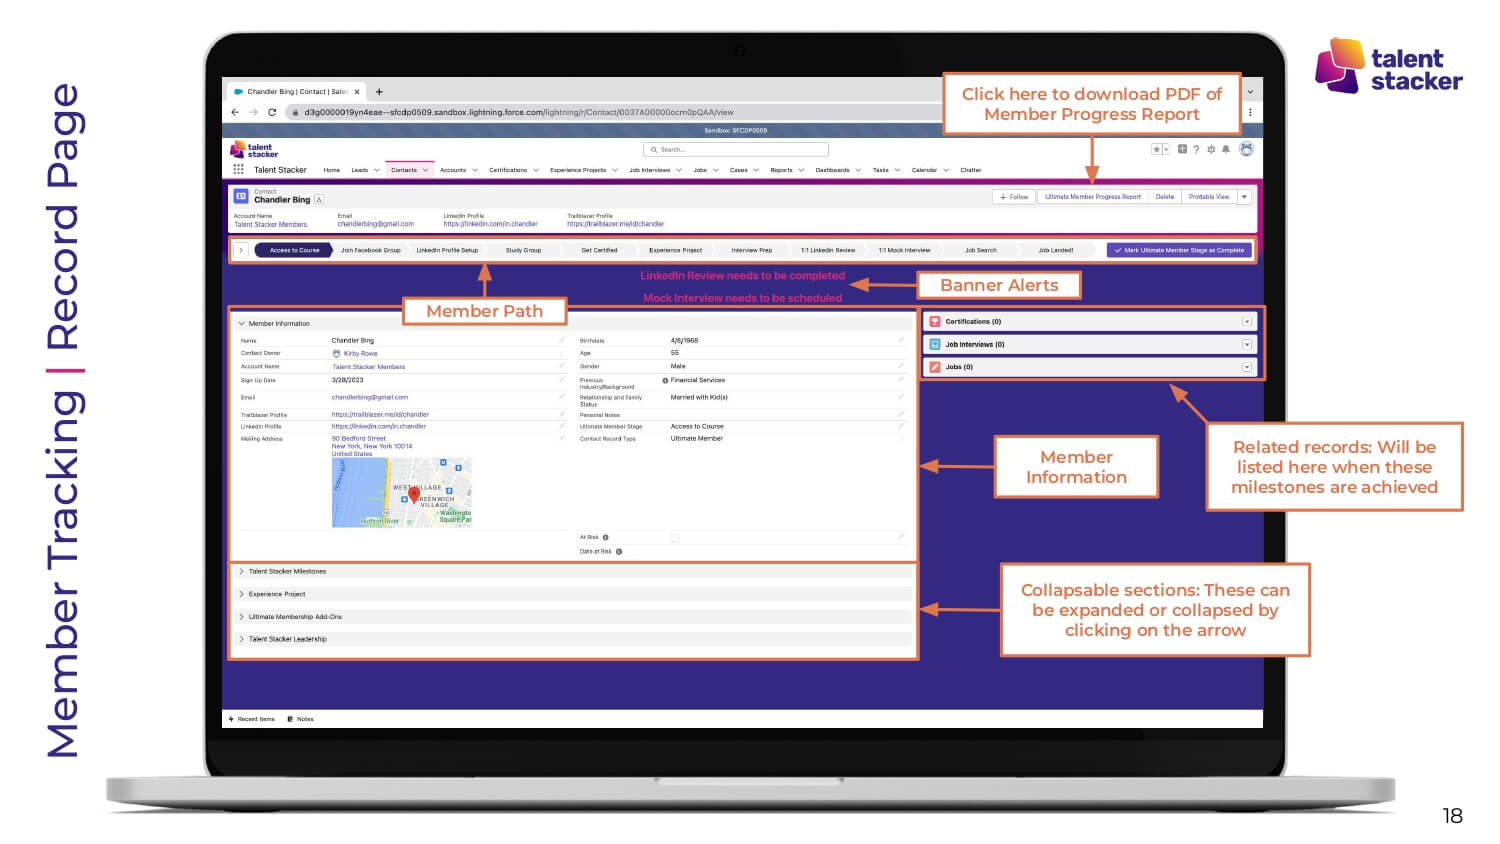 Member Tracking | Record Page
talent
stacker
Chandler Bing | Contact | Sales
d3g0000019yn4eae--sfcdp0509.sandbox.lightning.force.com/lightning/r/Contact/0037A00000ocm0pQAA/view
Click here to download PDF of
Member Progress Report
Sandbox: SFCDP0509
talent
stacker
Search...
Talent Stacker Home Leads Contacts Accounts Certifications Experience Projects Job Interviews Jobs Cases Reports Dashboards Tasks Calendar Chatter
Contact
Chandler Bing
+ Follow Ultimate Member Progress Report Delete Printable View
Account Name Email LinkedIn Profile Trailblazer Profile
Talent Stacker Members chandlerbing@gmail.com https://linkedin.com/in.chandler https://trailblazer.me/id/chandler
Access to Course Join Facebook Group LinkedIn Profile Setup Study Group Get Certified Experience Project Interview Prep 1:1 LinkedIn Review 1:1 Mock Interview Job Search Job Landed! Mark Ultimate Member Stage as Complete
LinkedIn Review needs to be completed
Mock Interview needs to be scheduled
Banner Alerts
Member Path
Member Information
Name Chandler Bing Birthdate 4/8/1968
Contact Owner Kirby Rowe Age 55
Account Name Talent Stacker Members Gender Male
Sign Up Date 3/28/2023 Previous Industry/Background Financial Services
Email chandlerbing@gmail.com Relationship and Family Status Married with Kid(s)
Trailblazer Profile https://trailblazer.me/id/chandler Personal Notes
LinkedIn Profile https://linkedin.com/in.chandler Ultimate Member Stage Access to Course
Mailing Address 90 Bedford Street Contact Record Type Ultimate Member
New York, New York 10014
United States
WEST VILLAGE
GREENWICH
VILLAGE
Washingto
Square Par
Hudson River
At Risk
Date at Risk
Certifications (0)
Job Interviews (0)
Jobs (0)
Related records: Will be
listed here when these
milestones are achieved
Member
Information
Talent Stacker Milestones
Experience Project
Ultimate Membership Add-Ons
Talent Stacker Leadership
Collapsable sections: These can
be expanded or collapsed by
clicking on the arrow
Recent Items Notes
18